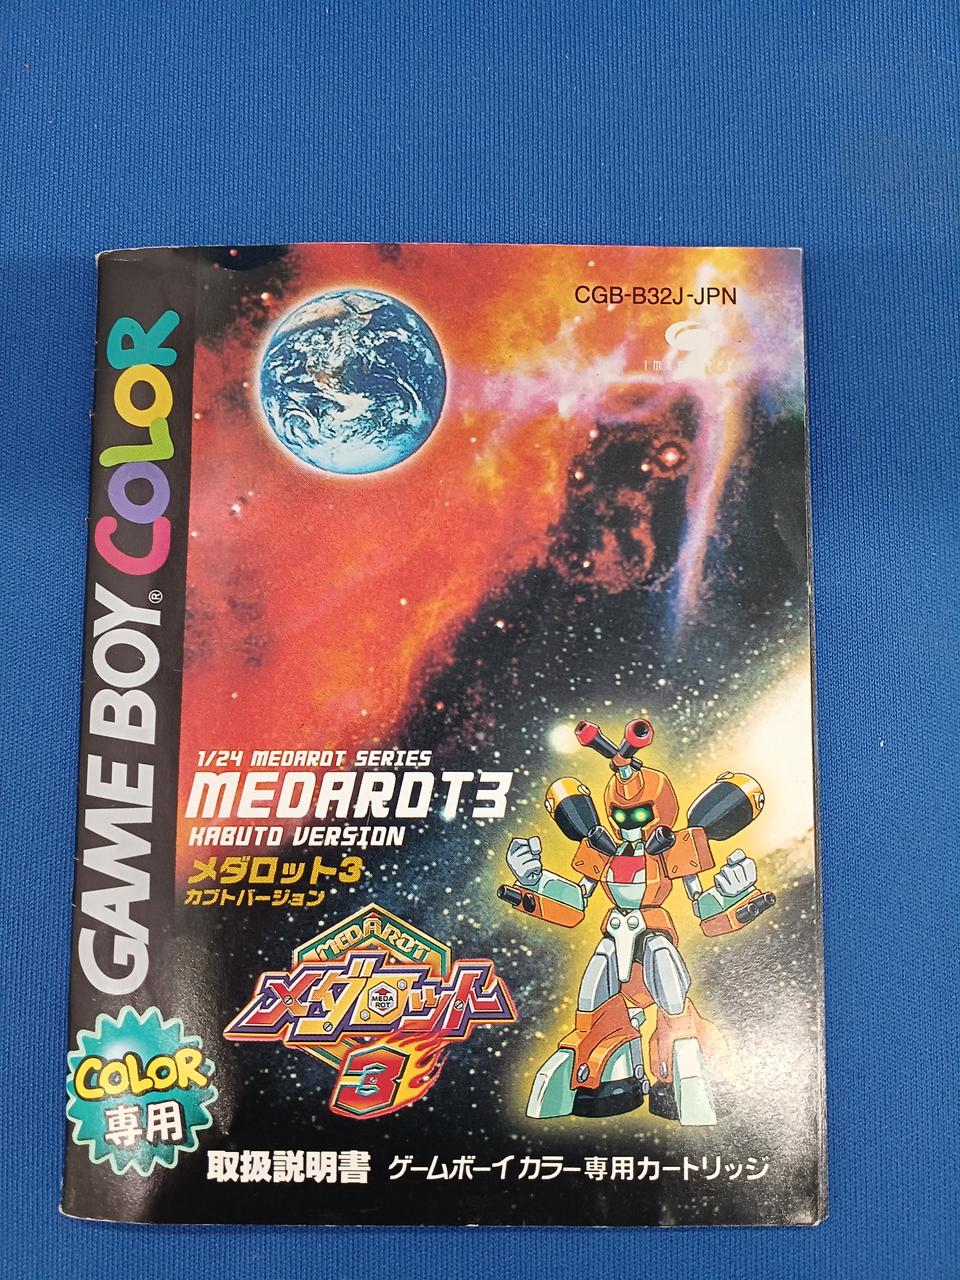 CGB-B32J-JPN
imagineer
GAME BOY® COLOR
1/24 MEDAROT SERIES
MEDAROT3
KABUTO VERSION
メダロット3
カブトバージョン
MEDAROT
メダロット
MEDA
ROT
3
COLOR
専用
取扱説明書 ゲームボーイカラー専用カートリッジ